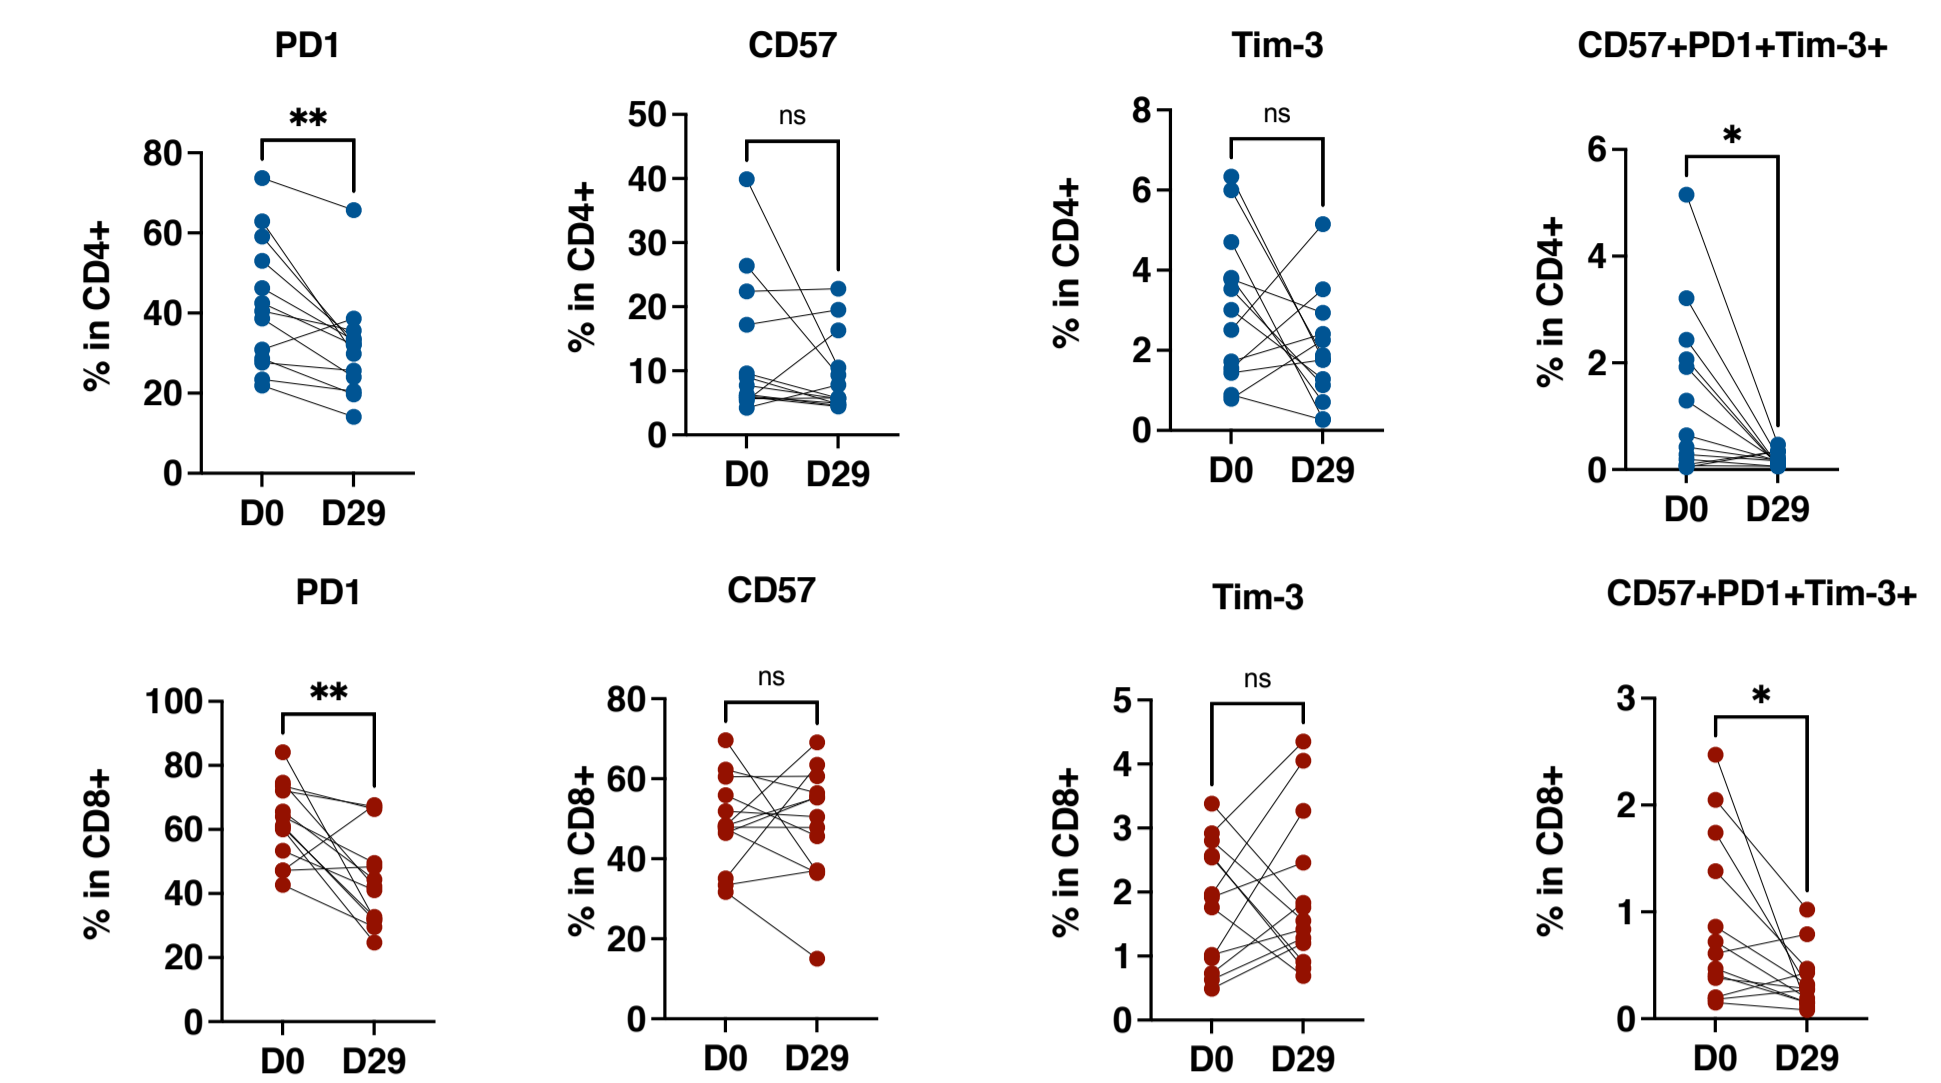 PD1
CD57
Tim-3
CD57+PD1+Tim-3+
**
ns
ns
*
% in CD4+
80
60
40
20
0
D0 D29
% in CD4+
50
40
30
20
10
0
D0 D29
% in CD4+
8
6
4
2
0
D0 D29
% in CD4+
6
4
2
0
D0 D29
PD1
CD57
Tim-3
CD57+PD1+Tim-3+
**
ns
ns
*
% in CD8+
100
80
60
40
20
0
D0 D29
% in CD8+
80
60
40
20
0
D0 D29
% in CD8+
5
4
3
2
1
0
D0 D29
% in CD8+
3
2
1
0
D0 D29